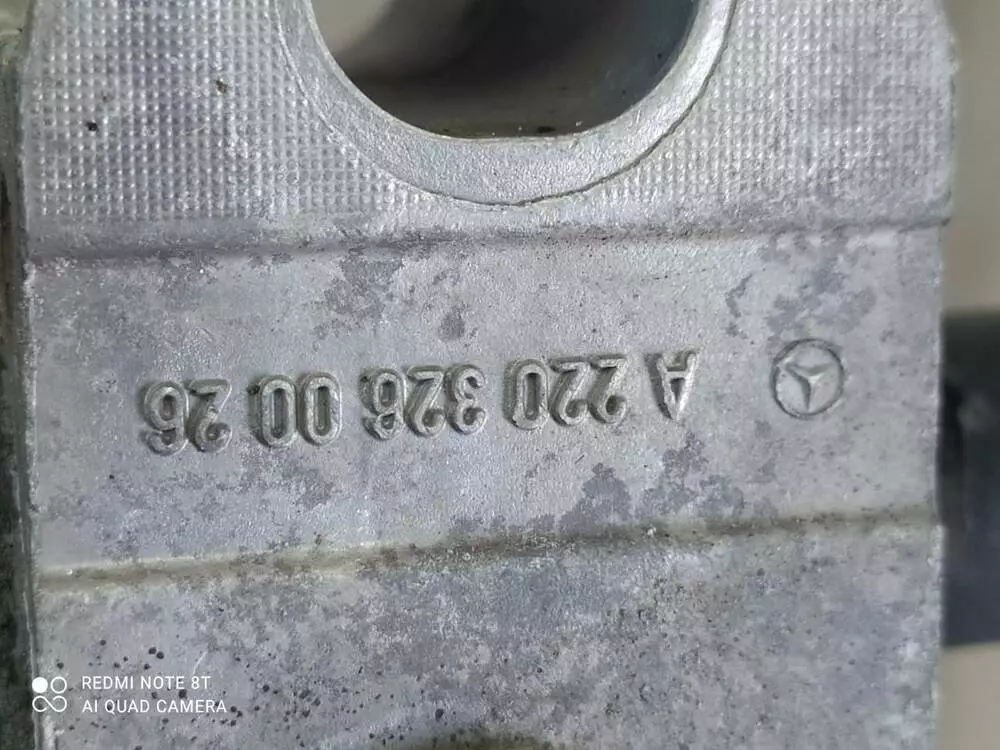 A 220 326 00 26
REDMI NOTE 8T
AI QUAD CAMERA